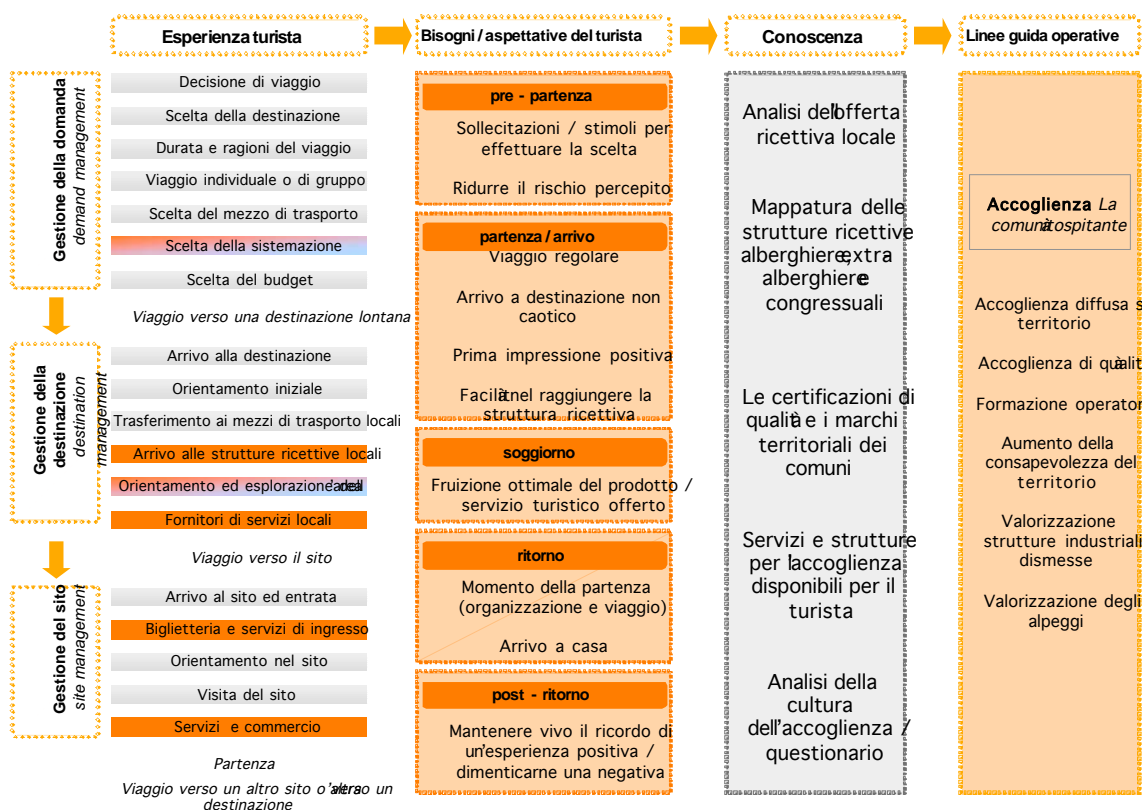 Esperienza turista
Bisogni / aspettative del turista
Conoscenza
Linee guida operative
Gestione della domanda
demand management
Decisione di viaggio
Scelta della destinazione
Durata e ragioni del viaggio
Viaggio individuale o di gruppo
Scelta del mezzo di trasporto
Scelta della sistemazione
Scelta del budget
Viaggio verso una destinazione lontana
Gestione della
destinazione
destination
management
Arrivo alla destinazione
Orientamento iniziale
Trasferimento ai mezzi di trasporto locali
Arrivo alle strutture ricettive locali
Orientamento ed esplorazione
Fornitori di servizi locali
Viaggio verso il sito
Gestione del sito
site management
Arrivo al sito ed entrata
Biglietteria e servizi di ingresso
Orientamento nel sito
Visita del sito
Servizi e commercio
Partenza
Viaggio verso un altro sito o verso un
destinazione
pre - partenza
Sollecitazioni / stimoli per
effettuare la scelta
Ridurre il rischio percepito
partenza / arrivo
Viaggio regolare
Arrivo a destinazione non
caotico
Prima impressione positiva
Facilità nel raggiungere la
struttura ricettiva
soggiorno
Fruizione ottimale del prodotto /
servizio turistico offerto
ritorno
Momento della partenza
(organizzazione e viaggio)
Arrivo a casa
post - ritorno
Mantenere vivo il ricordo di
un'esperienza positiva /
dimenticarne una negativa
Analisi dell'offerta
ricettiva locale
Mappatura delle
strutture ricettive
alberghiere, extra-
alberghiere e
congressuali
Le certificazioni di
qualità e i marchi
territoriali dei
comuni
Servizi e strutture
per l'accoglienza
disponibili per il
turista
Analisi della
cultura
dell'accoglienza /
questionario
Accoglienza La
comunità ospitante
Accoglienza diffusa s
territorio
Accoglienza di qualit
Formazione operator
Aumento della
consapevolezza del
territorio
Valorizzazione
strutture industriali
dismesse
Valorizzazione degli
alpeggi